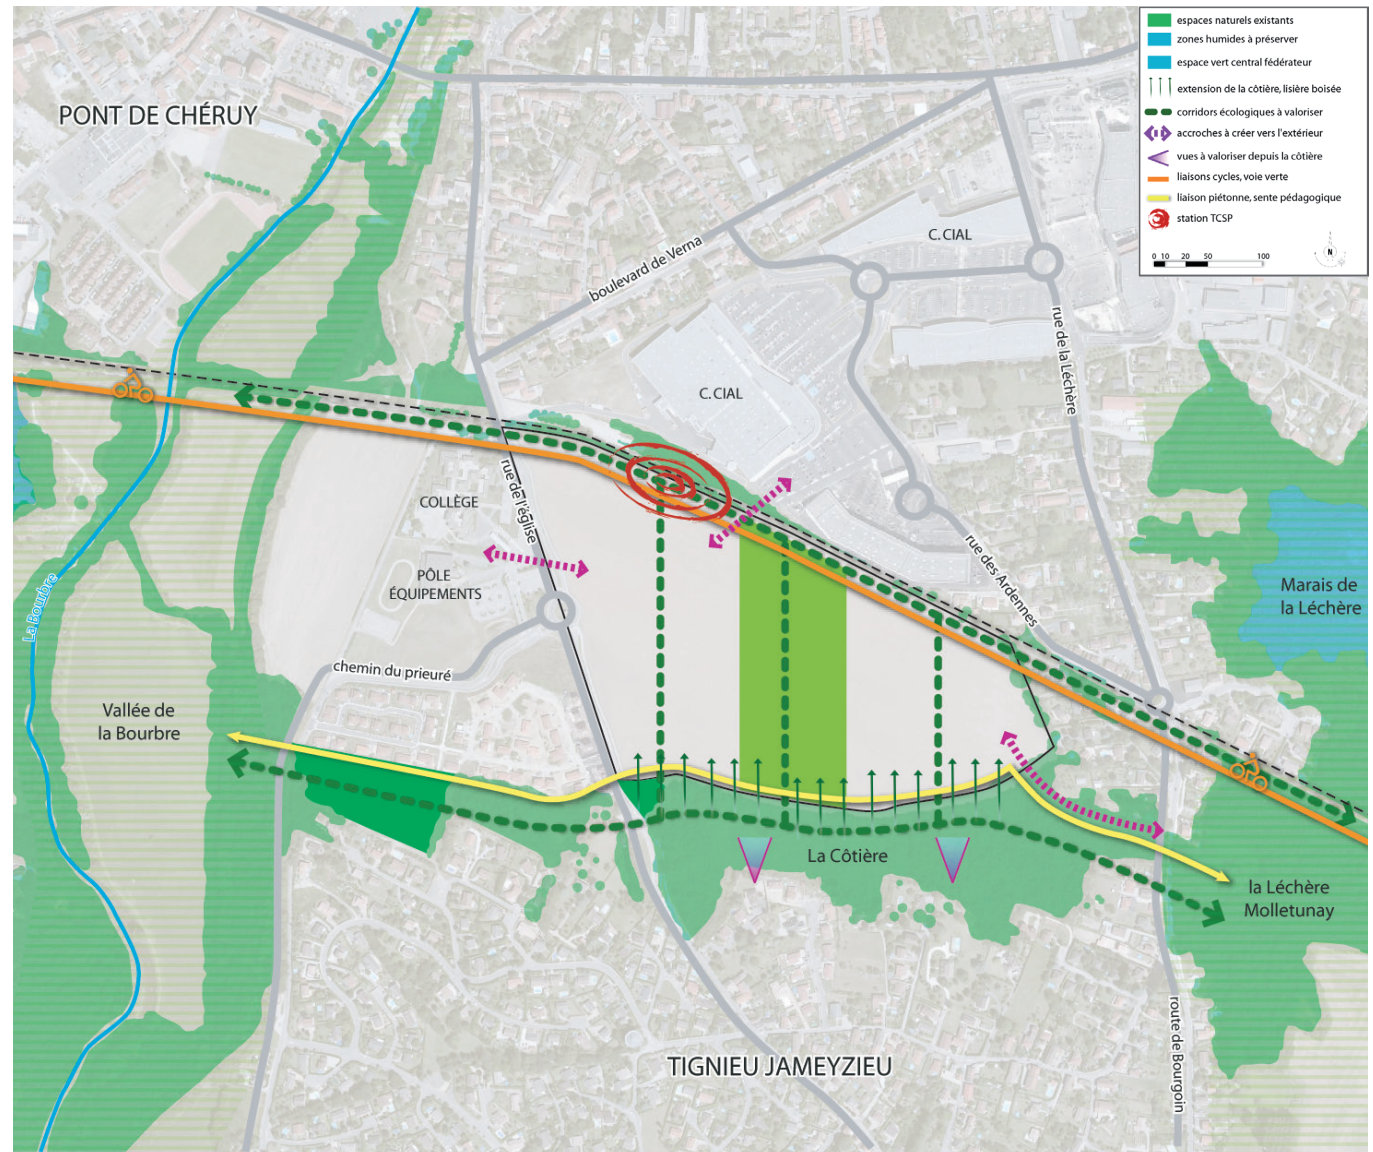 espaces naturels existants
zones humides à préserver
espace vert central fédérateur
extension de la côtière, lisière boisée
corridors écologiques à valoriser
accroches à créer vers l'extérieur
vues à valoriser depuis la côtière
liaisons cycles, voie verte
liaison piétonne, sente pédagogique
station TCSP
0 10 20 50 100
N
PONT DE CHÉRUY
C. CIAL
boulevard de Verna
rue de la Léchère
C. CIAL
COLLÈGE
rue de l'église
PÔLE
ÉQUIPEMENTS
rue des Ardennes
Marais de
la Léchère
La Bourbre
chemin du prieuré
Vallée de
la Bourbre
La Côtière
la Léchère
Molletunay
route de Bourgoin
TIGNIEU JAMEYZIEU